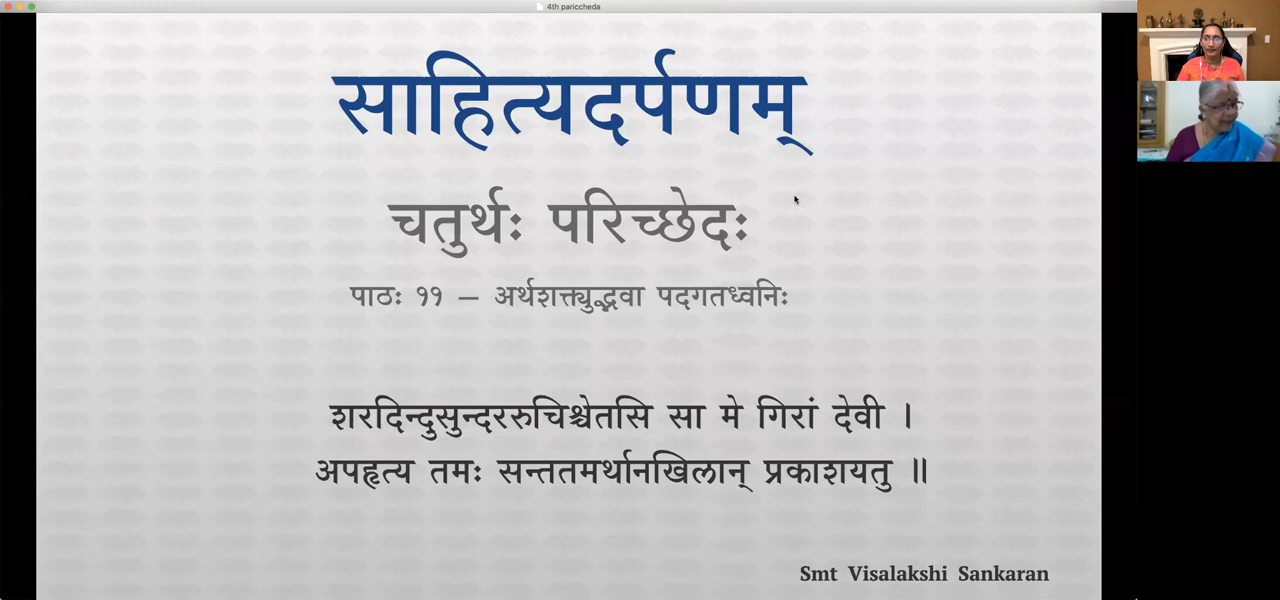 4th pariccheda
साहित्यदर्पणम्
चतुर्थः परिच्छेदः
पाठः ११ – अर्थशक्त्युद्भवा पदगतध्वनिः
शरदिन्दुसुन्दररुचिश्चेतसि सा मे गिरां देवी ।
अपहृत्य तमः सन्ततमर्थानखिलान् प्रकाशयतु ॥
Smt Visalakshi Sankaran